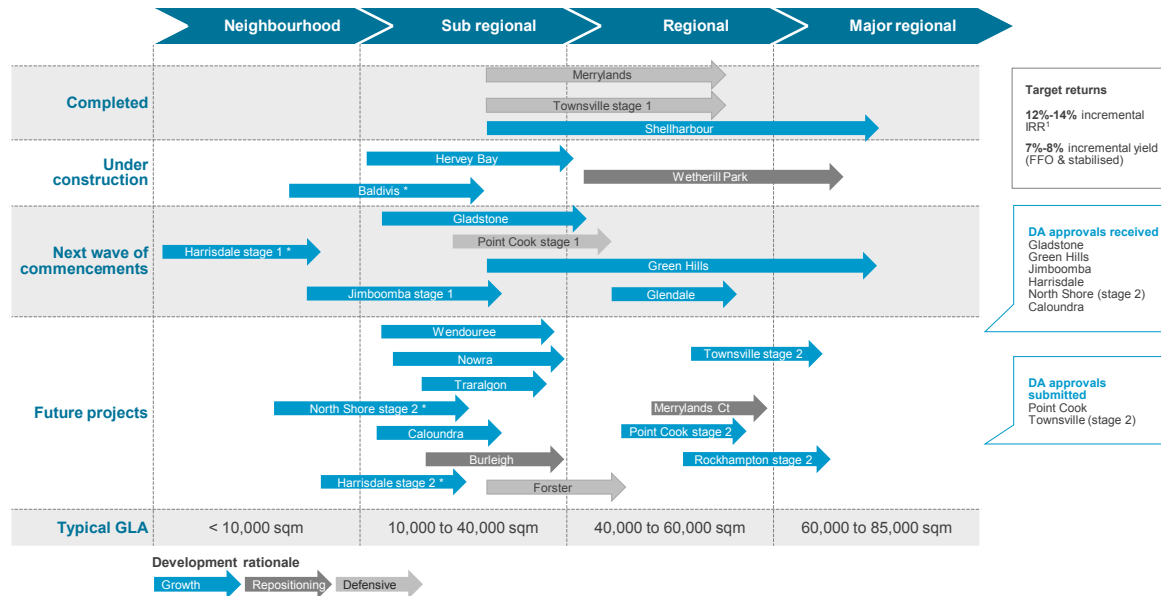 Neighbourhood
Sub regional
Regional
Major regional
Completed
Merrylands
Townsville stage 1
Shellharbour
Target returns
12%-14% incremental
IRR¹
7%-8% incremental yield
(FFO & stabilised)
Under
construction
Hervey Bay
Wetherill Park
Baldivis *
Next wave of
commencements
Gladstone
Point Cook stage 1
Harrisdale stage 1 *
Green Hills
Jimboomba stage 1
Glendale
DA approvals received
Gladstone
Green Hills
Jimboomba
Harrisdale
North Shore (stage 2)
Caloundra
Future projects
Wendouree
Townsville stage 2
Nowra
Traralgon
North Shore stage 2 *
Merrylands Ct
Caloundra
Point Cook stage 2
Burleigh
Rockhampton stage 2
Harrisdale stage 2 *
Forster
DA approvals
submitted
Point Cook
Townsville (stage 2)
Typical GLA
< 10,000 sqm
10,000 to 40,000 sqm
40,000 to 60,000 sqm
60,000 to 85,000 sqm
Development rationale
Growth
Repositioning
Defensive